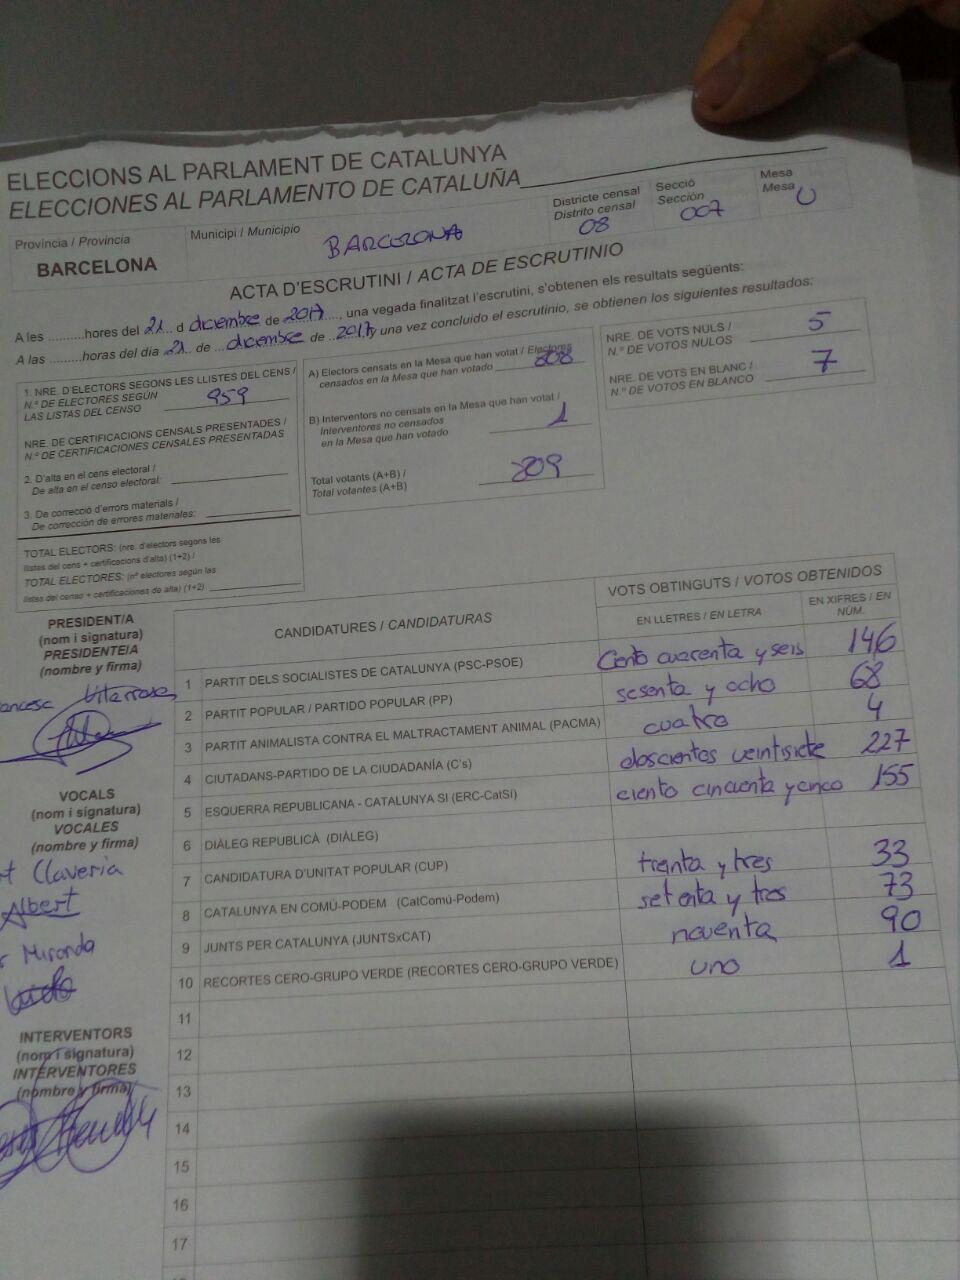 ELECCIONS AL PARLAMENT DE CATALUNYA
ELECCIONES AL PARLAMENTO DE CATALUÑA
Província / Provincia
BARCELONA
Municipi / Municipio
BARCELONA
Districte censal
Distrito censal
08
Secció
Sección
007
Mesa
Mesa
U
ACTA D'ESCRUTINI / ACTA DE ESCRUTINIO
A les .........hores del 21 d diciembre de 2017, una vegada finalitzat l'escrutini, s'obtenen els resultats següents:
A las .........horas del día 21 de diciembre de 2017, y una vez concluido el escrutinio, se obtienen los siguientes resultados:
1. NRE. D'ELECTORS SEGONS LES LLISTES DEL CENS /
N.º DE ELECTORES SEGÚN
LAS LISTAS DEL CENSO 959
NRE. DE CERTIFICACIONS CENSALS PRESENTADES /
N.º DE CERTIFICACIONES CENSALES PRESENTADAS
2. D'alta en el cens electoral /
De alta en el censo electoral:
3. De correcció d'errors materials /
De corrección de errores materiales:
TOTAL ELECTORS: (nre. d'electors segons les
llistes del cens + certificacions d'alta) (1+2) /
TOTAL ELECTORES: (nº electores según las
listas del censo + certificaciones de alta) (1+2)
A) Electors censats en la Mesa que han votat / Electores
censados en la Mesa que han votado 808
B) Interventors no censats en la Mesa que han votat /
Interventores no censados
en la Mesa que han votado 1
Total votants (A+B) /
Total votantes (A+B) 809
NRE. DE VOTS NULS /
N.º DE VOTOS NULOS 5
NRE. DE VOTS EN BLANC /
N.º DE VOTOS EN BLANCO 7
PRESIDENT/A
(nom i signatura)
PRESIDENTE/A
(nombre y firma)
VOCALS
(nom i signatura)
VOCALES
(nombre y firma)
Claveria
Albert
Mironda
INTERVENTORS
(nom i signatura)
INTERVENTORES
(nombre y firma)
CANDIDATURES / CANDIDATURAS
VOTS OBTINGUTS / VOTOS OBTENIDOS
EN LLETRES / EN LETRA
EN XIFRES / EN
NÚM.
1 PARTIT DELS SOCIALISTES DE CATALUNYA (PSC-PSOE) Ciento cuarenta y seis 146
2 PARTIT POPULAR / PARTIDO POPULAR (PP) sesenta y ocho 68
3 PARTIT ANIMALISTA CONTRA EL MALTRACTAMENT ANIMAL (PACMA) cuatro 4
4 CIUTADANS-PARTIDO DE LA CIUDADANÍA (C's) doscientos veintisiete 227
5 ESQUERRA REPUBLICANA - CATALUNYA SI (ERC-CatSí) ciento cincuenta y cinco 155
6 DIÀLEG REPUBLICÀ (DIÀLEG)
7 CANDIDATURA D'UNITAT POPULAR (CUP) treinta y tres 33
8 CATALUNYA EN COMÚ-PODEM (CatComú-Podem) setenta y tres 73
9 JUNTS PER CATALUNYA (JUNTSxCAT) noventa 90
10 RECORTES CERO-GRUPO VERDE (RECORTES CERO-GRUPO VERDE) uno 1
11
12
13
14
15
16
17